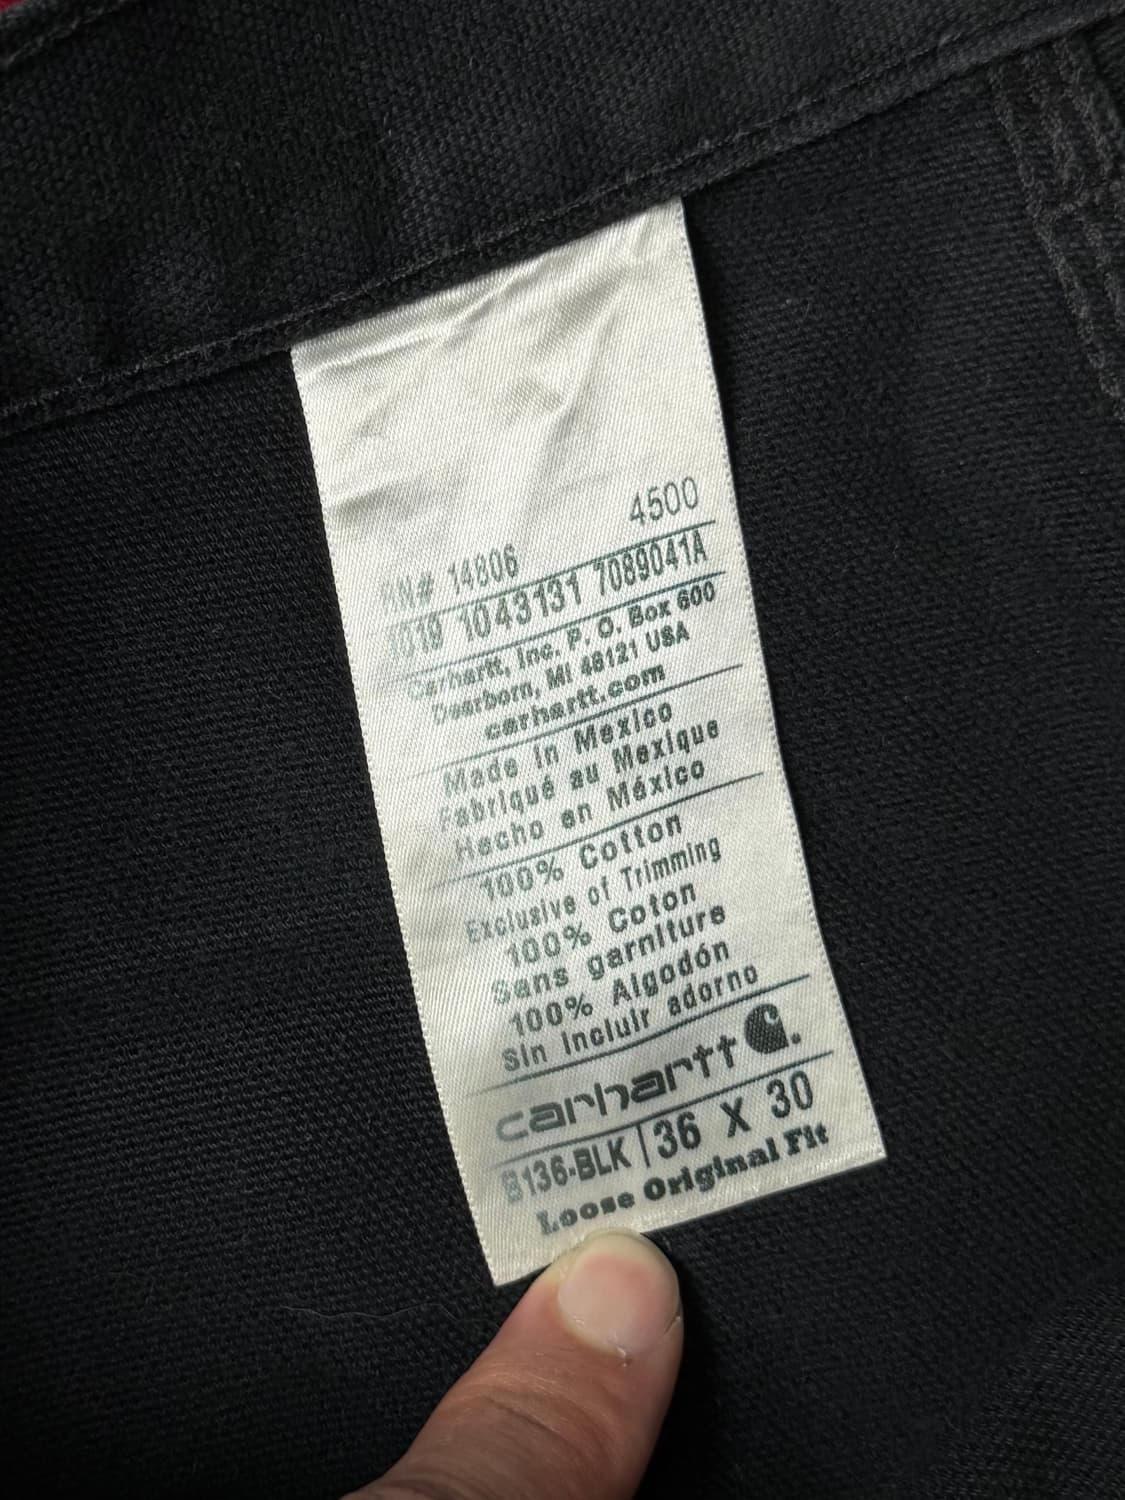 4500
RN# 14806
1019 1043131 7089041A
Carhartt, Inc. P. O. Box 600
Dearborn, MI 48121 USA
carhartt.com
Made in Mexico
Fabriqué au Mexique
Hecho en México
100% Cotton
Exclusive of Trimming
100% Coton
Sans garniture
100% Algodón
Sin incluir adorno
carhartt
B136-BLK | 36 X 30
Loose Original Fit